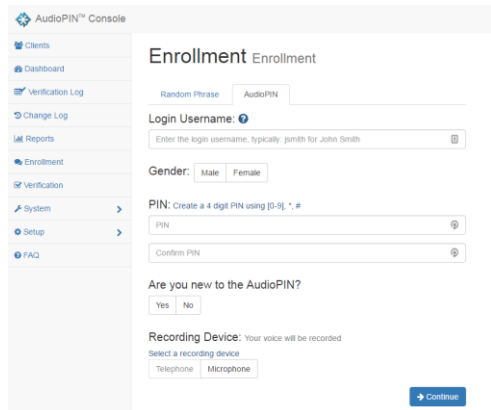 AudioPIN™ Console
Clients
Dashboard
Verification Log
Change Log
Reports
Enrollment
Verification
System
Setup
FAQ
Enrollment Enrollment
Random Phrase AudioPIN
Login Username:
Enter the login username, typically: jsmith for John Smith
Gender: Male Female
PIN: Create a 4 digit PIN using [0-9], *, #
PIN
Confirm PIN
Are you new to the AudioPIN?
Yes No
Recording Device: Your voice will be recorded
Select a recording device
Telephone Microphone
Continue